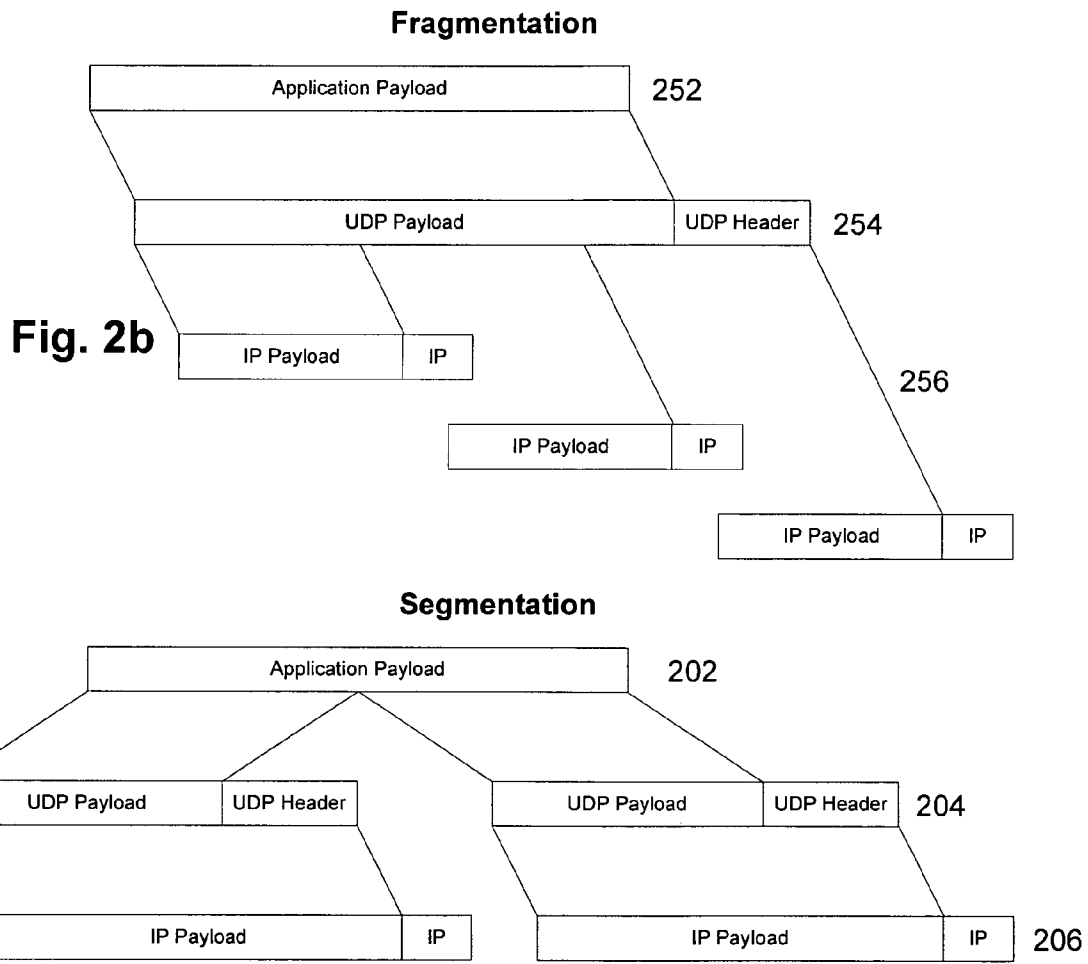 Fragmentation
Application Payload 252
UDP Payload UDP Header 254
Fig. 2b
IP Payload IP
256
IP Payload IP
IP Payload IP
Segmentation
Application Payload 202
UDP Payload UDP Header UDP Payload UDP Header 204
IP Payload IP IP Payload IP 206